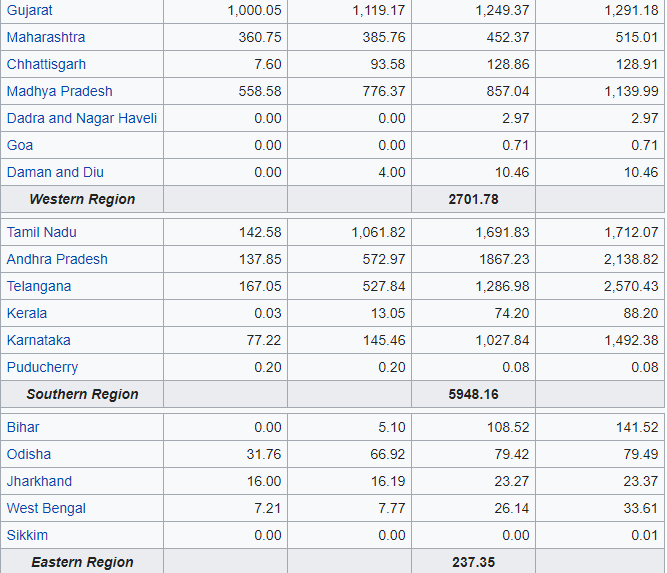 Gujarat 1,000.05 1,119.17 1,249.37 1,291.18
Maharashtra 360.75 385.76 452.37 515.01
Chhattisgarh 7.60 93.58 128.86 128.91
Madhya Pradesh 558.58 776.37 857.04 1,139.99
Dadra and Nagar Haveli 0.00 0.00 2.97 2.97
Goa 0.00 0.00 0.71 0.71
Daman and Diu 0.00 4.00 10.46 10.46
Western Region 2701.78
Tamil Nadu 142.58 1,061.82 1,691.83 1,712.07
Andhra Pradesh 137.85 572.97 1867.23 2,138.82
Telangana 167.05 527.84 1,286.98 2,570.43
Kerala 0.03 13.05 74.20 88.20
Karnataka 77.22 145.46 1,027.84 1,492.38
Puducherry 0.20 0.20 0.08 0.08
Southern Region 5948.16
Bihar 0.00 5.10 108.52 141.52
Odisha 31.76 66.92 79.42 79.49
Jharkhand 16.00 16.19 23.27 23.37
West Bengal 7.21 7.77 26.14 33.61
Sikkim 0.00 0.00 0.00 0.01
Eastern Region 237.35